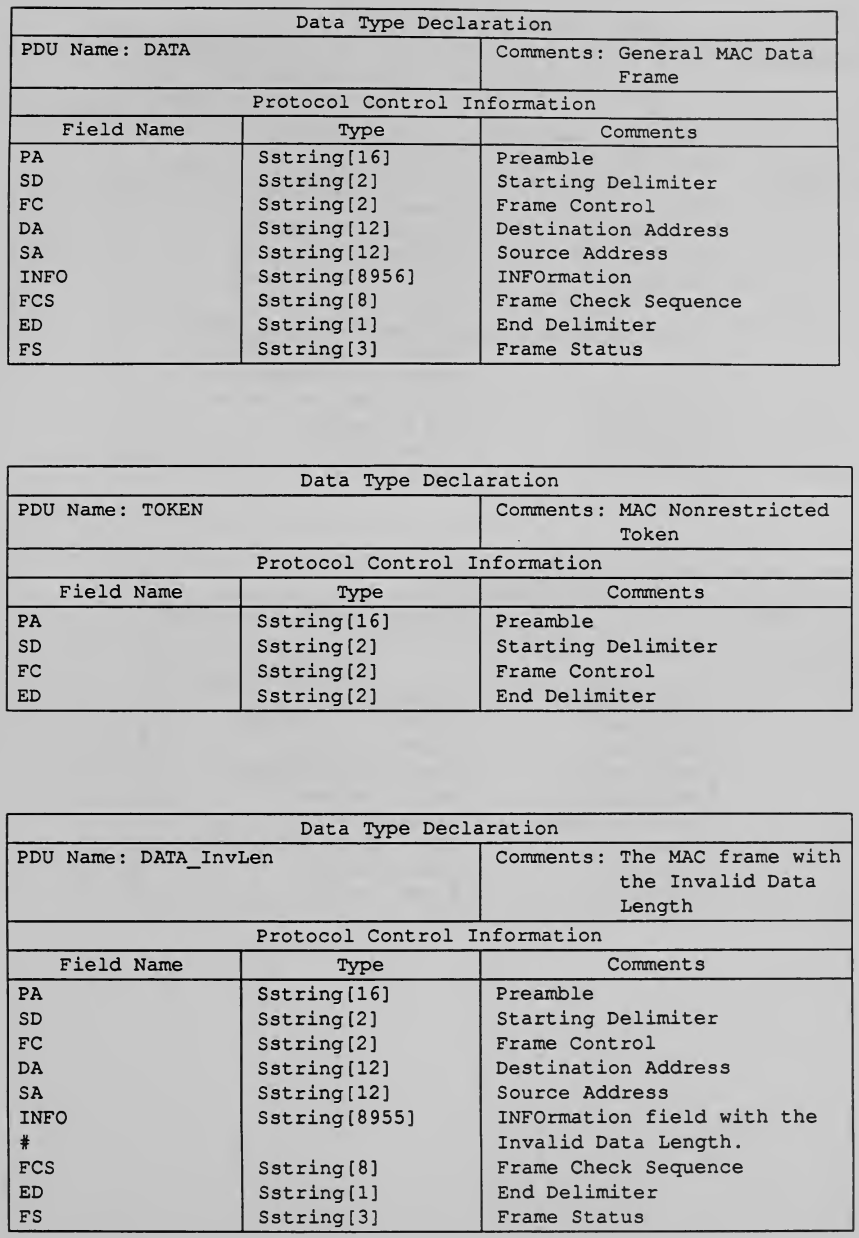 Data Type Declaration
PDU Name: DATA Comments: General MAC Data
Frame
Protocol Control Information
Field Name Type Comments
PA Sstring[16] Preamble
SD Sstring[2] Starting Delimiter
FC Sstring[2] Frame Control
DA Sstring[12] Destination Address
SA Sstring[12] Source Address
INFO Sstring[8956] INFOrmation
FCS Sstring[8] Frame Check Sequence
ED Sstring[1] End Delimiter
FS Sstring[3] Frame Status
Data Type Declaration
PDU Name: TOKEN Comments: MAC Nonrestricted
Token
Protocol Control Information
Field Name Type Comments
PA Sstring[16] Preamble
SD Sstring[2] Starting Delimiter
FC Sstring[2] Frame Control
ED Sstring[2] End Delimiter
Data Type Declaration
PDU Name: DATA_InvLen Comments: The MAC frame with
the Invalid Data
Length
Protocol Control Information
Field Name Type Comments
PA Sstring[16] Preamble
SD Sstring[2] Starting Delimiter
FC Sstring[2] Frame Control
DA Sstring[12] Destination Address
SA Sstring[12] Source Address
INFO Sstring[8955] INFOrmation field with the
# Invalid Data Length.
FCS Sstring[8] Frame Check Sequence
ED Sstring[1] End Delimiter
FS Sstring[3] Frame Status